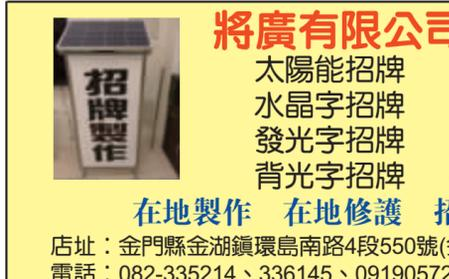 將廣有限公司
招牌製作
太陽能招牌
水晶字招牌
發光字招牌
背光字招牌
在地製作 在地修護 招
店址：金門縣金湖鎮環島南路4段550號(
電話：082-335214、336145、09190572